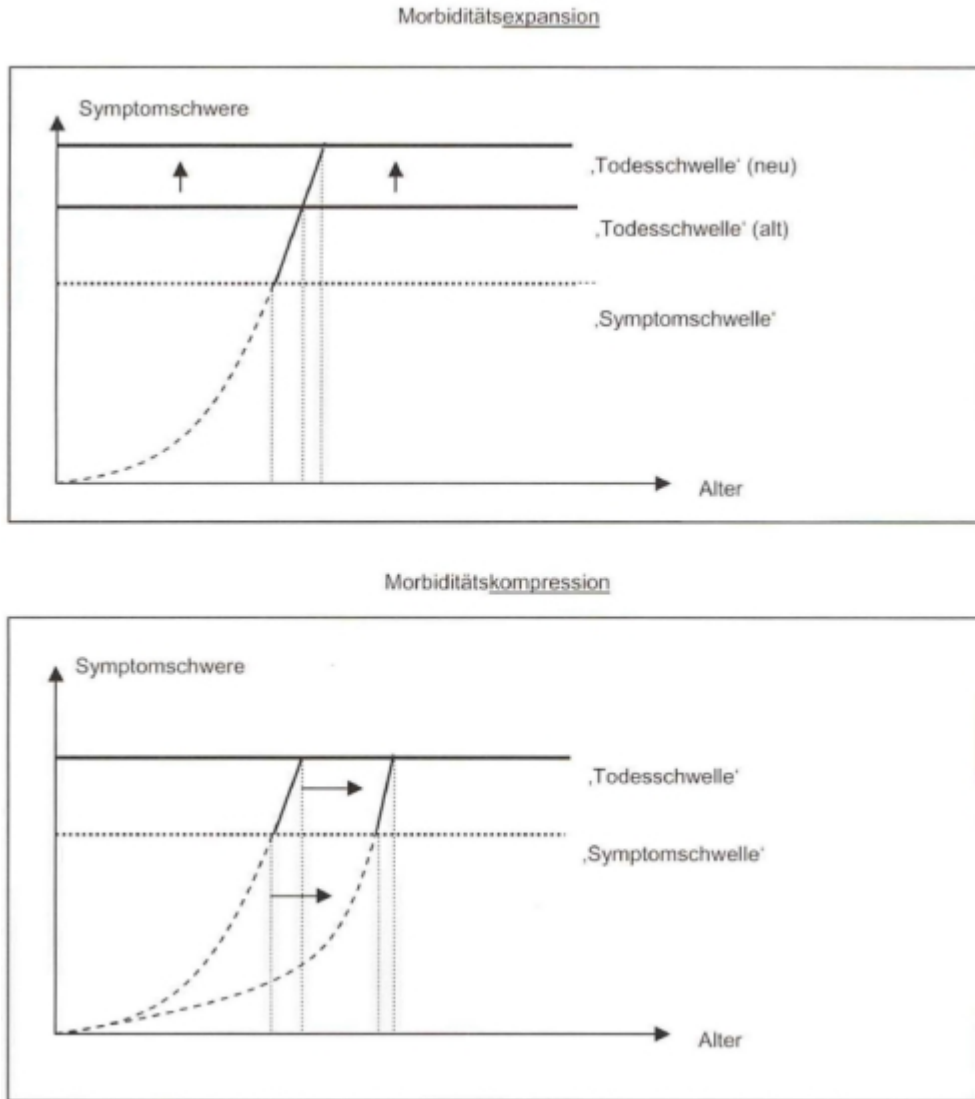 Morbiditätsexpansion
Symptomschwere
‚Todesschwelle‘ (neu)
‚Todesschwelle‘ (alt)
‚Symptomschwelle‘
Alter
Morbiditätskompression
Symptomschwere
‚Todesschwelle‘
‚Symptomschwelle‘
Alter